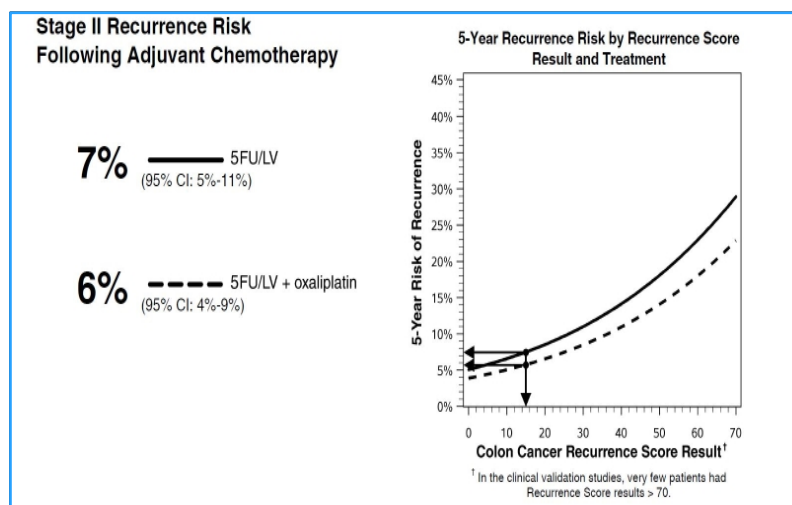 Stage II Recurrence Risk
Following Adjuvant Chemotherapy
7% 5FU/LV
(95% CI: 5%-11%)
6% 5FU/LV + oxaliplatin
(95% CI: 4%-9%)
5-Year Recurrence Risk by Recurrence Score
Result and Treatment
5-Year Risk of Recurrence
45%
40%
35%
30%
25%
20%
15%
10%
5%
0%
0 10 20 30 40 50 60 70
Colon Cancer Recurrence Score Result†
† In the clinical validation studies, very few patients had
Recurrence Score results > 70.